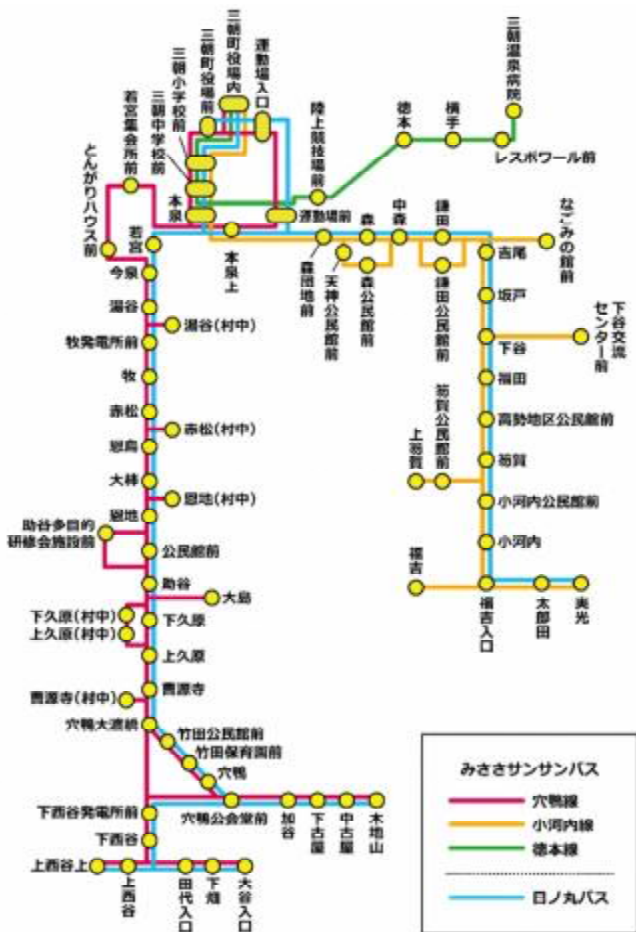 三朝温泉病院
三朝町役場内
三朝町役場前
運動場入口
三朝小学校前
三朝中学校前
若宮集会所前
とんがりハウス前
陸上競技場前
徳本
横手
レスポワール前
本泉
運動場前
若宮
本泉上
森団地前
天神公民館前
森
森公民館前
中森
鎌田
鎌田公民館前
なごみの館前
吉尾
坂戸
下谷
下谷交流
センター前
福田
高勢地区公民館前
笏賀公民館前
上笏賀
笏賀
小河内公民館前
小河内
福吉
福吉入口
太郎田
実光
今泉
湯谷
湯谷(村中)
牧発電所前
牧
赤松
赤松(村中)
恩鳥
大柿
恩地(村中)
恩地
助谷多目的
研修会施設前
公民館前
助谷
大島
下久原(村中)
上久原(村中)
下久原
上久原
曹源寺
曹源寺(村中)
穴鴨大渡橋
竹田公民館前
竹田保育園前
穴鴨
穴鴨公会堂前
加谷
下古屋
中古屋
木地山
下西谷発電所前
下西谷
上西谷上
上西谷
田代入口
下畑
大谷入口
みささサンサンバス
穴鴨線
小河内線
徳本線
日ノ丸バス